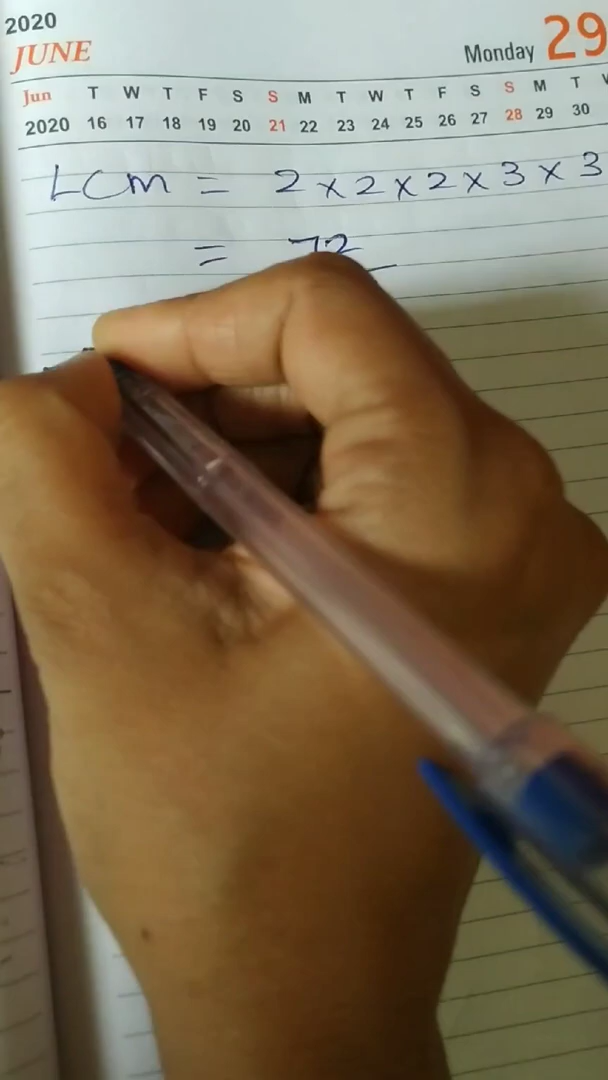 2020
JUNE Monday 29
Jun T W T F S S M T W T F S S M T
2020 16 17 18 19 20 21 22 23 24 25 26 27 28 29 30
LCM = 2 × 2 × 2 × 3 × 3
= 72